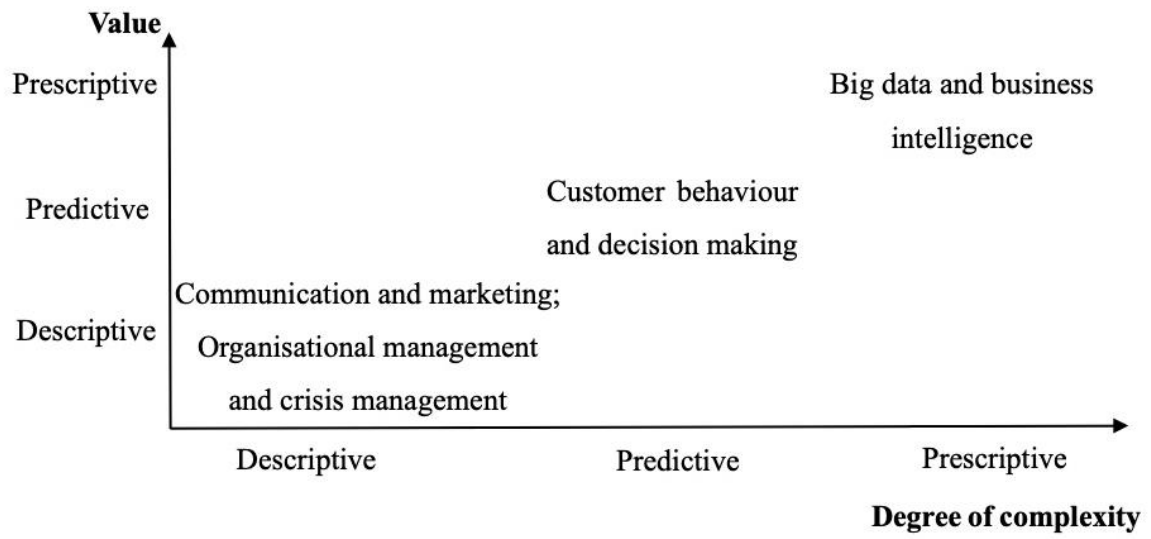 Value
Prescriptive
Big data and business
intelligence
Predictive
Customer behaviour
and decision making
Descriptive
Communication and marketing;
Organisational management
and crisis management
Descriptive
Predictive
Prescriptive
Degree of complexity